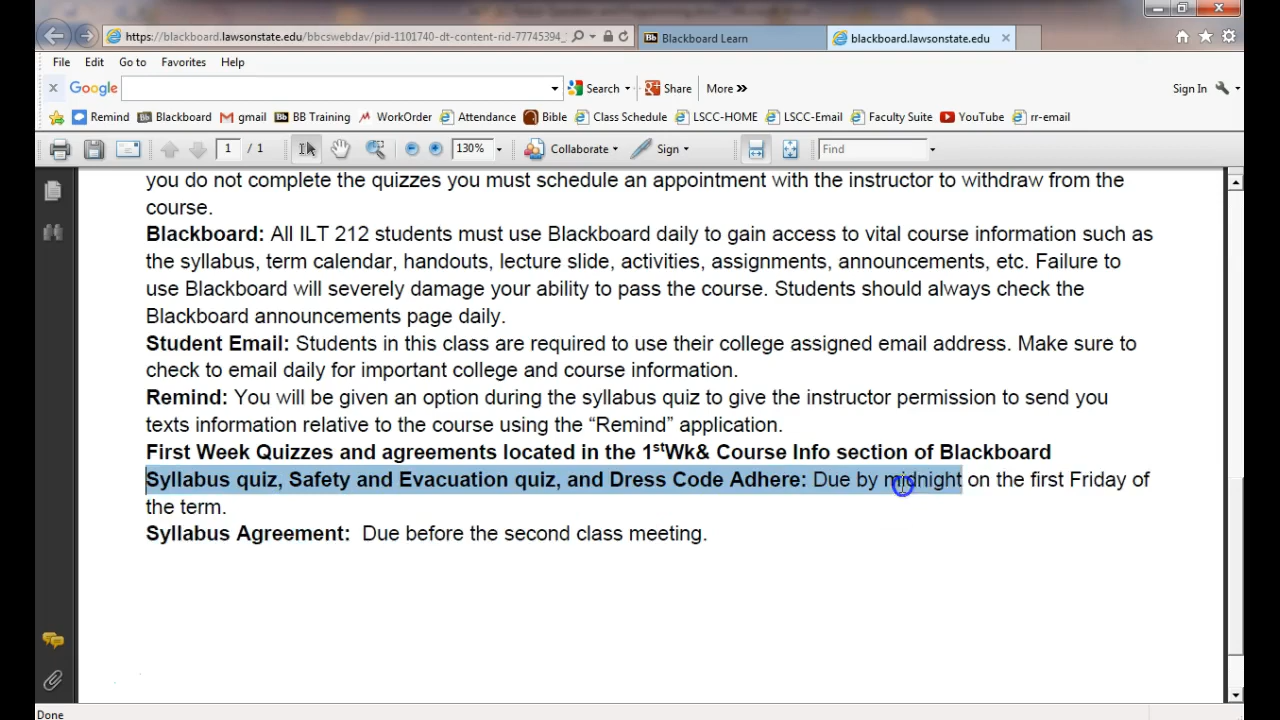 https://blackboard.lawsonstate.edu/bbcswebdav/pid-1101740-dt-content-rid-77745394_
Blackboard Learn
blackboard.lawsonstate.edu
File Edit Go to Favorites Help
Google Search Share More » Sign In
Remind Blackboard gmail BB Training WorkOrder Attendance Bible Class Schedule LSCC-HOME LSCC-Email Faculty Suite YouTube rr-email
1 / 1 130% Collaborate Sign Find
you do not complete the quizzes you must schedule an appointment with the instructor to withdraw from the
course.
Blackboard: All ILT 212 students must use Blackboard daily to gain access to vital course information such as
the syllabus, term calendar, handouts, lecture slide, activities, assignments, announcements, etc. Failure to
use Blackboard will severely damage your ability to pass the course. Students should always check the
Blackboard announcements page daily.
Student Email: Students in this class are required to use their college assigned email address. Make sure to
check to email daily for important college and course information.
Remind: You will be given an option during the syllabus quiz to give the instructor permission to send you
texts information relative to the course using the “Remind” application.
First Week Quizzes and agreements located in the 1stWk& Course Info section of Blackboard
Syllabus quiz, Safety and Evacuation quiz, and Dress Code Adhere: Due by midnight on the first Friday of
the term.
Syllabus Agreement: Due before the second class meeting.
Done